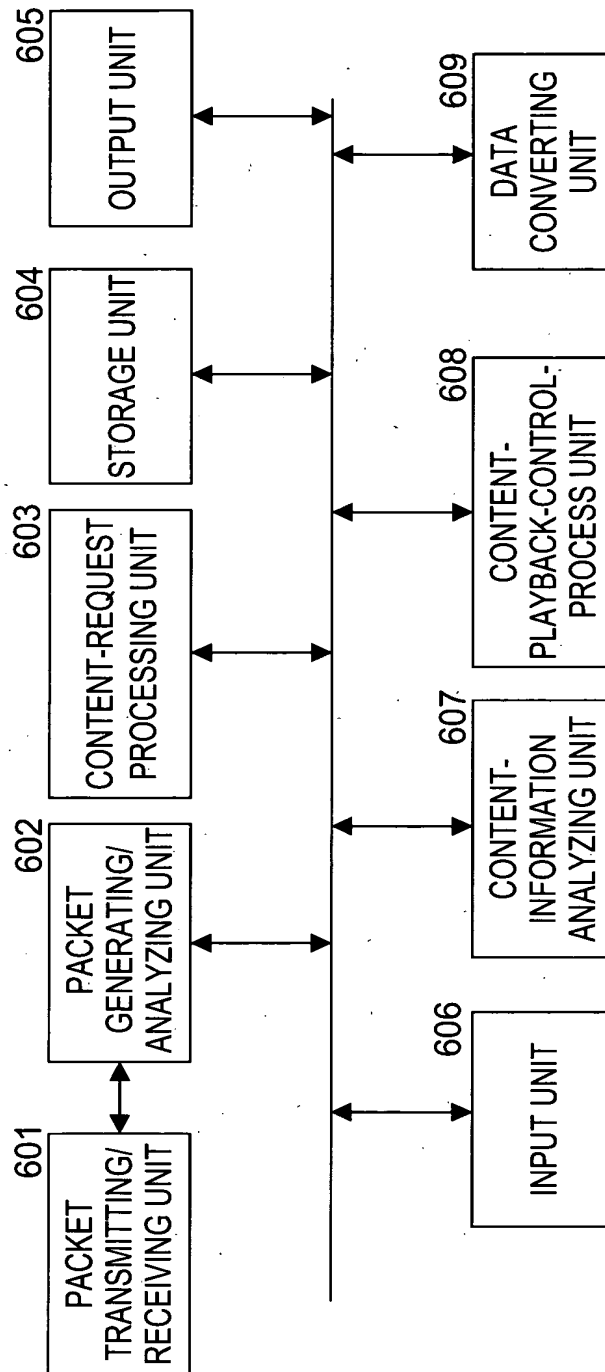 601
PACKET
TRANSMITTING/
RECEIVING UNIT
602
PACKET
GENERATING/
ANALYZING UNIT
603
CONTENT-REQUEST
PROCESSING UNIT
604
STORAGE UNIT
605
OUTPUT UNIT
606
INPUT UNIT
607
CONTENT-
INFORMATION
ANALYZING UNIT
608
CONTENT-
PLAYBACK-CONTROL-
PROCESS UNIT
609
DATA
CONVERTING
UNIT